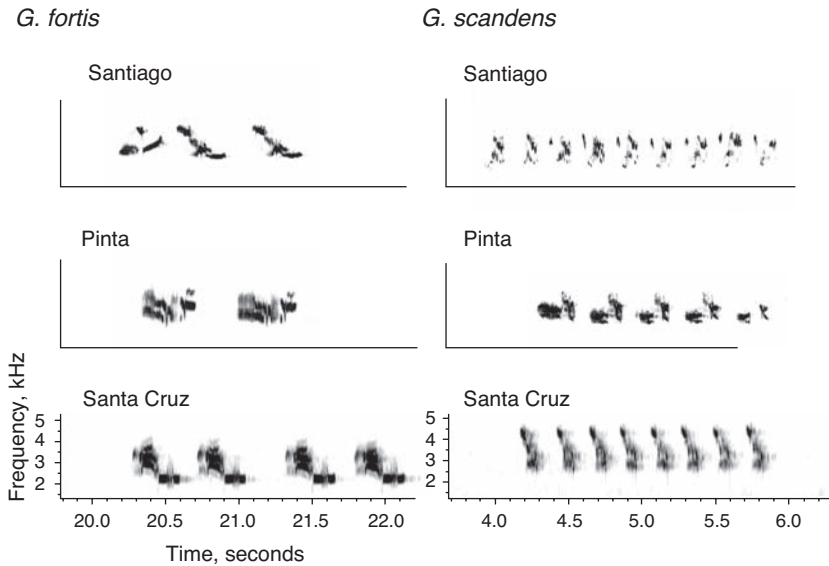 G. fortis
G. scandens
Santiago
Santiago
Pinta
Pinta
Santa Cruz
Santa Cruz
Frequency, kHz
5
4
3
2
5
4
3
2
20.0 20.5 21.0 21.5 22.0
4.0 4.5 5.0 5.5 6.0
Time, seconds